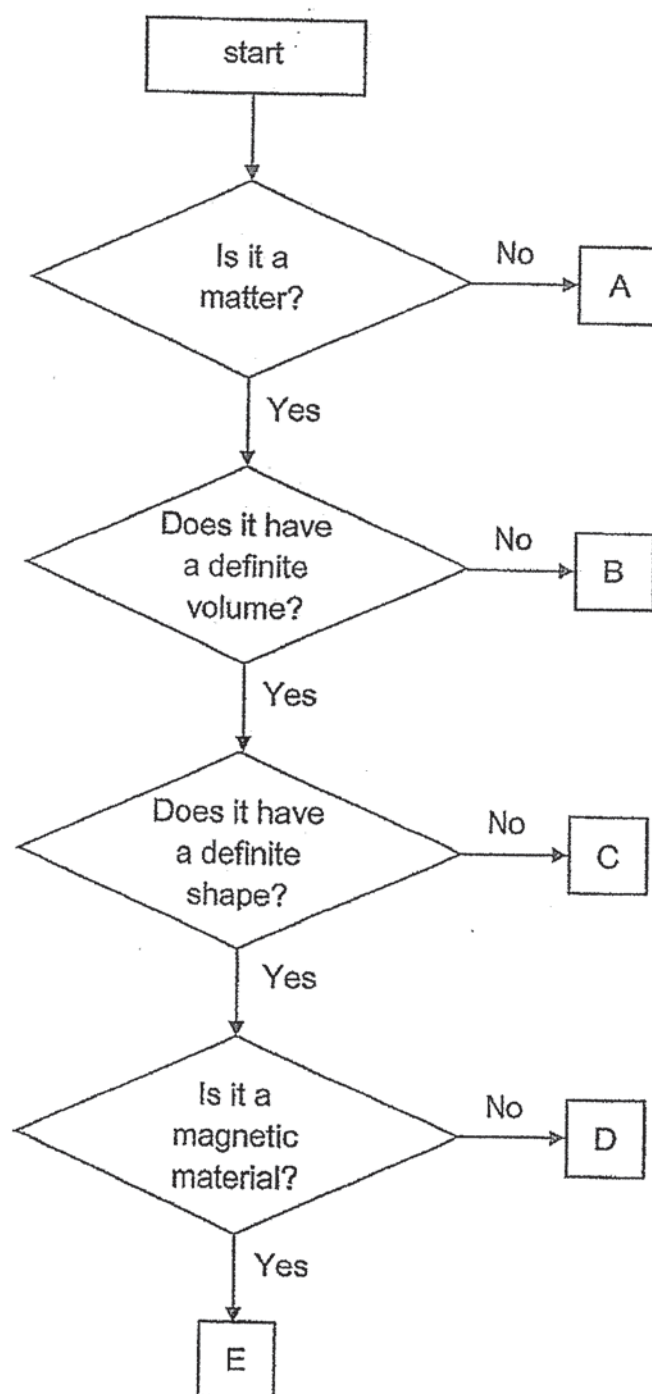 start
Is it a
matter?
No
A
Yes
Does it have
a definite
volume?
No
B
Yes
Does it have
a definite
shape?
No
C
Yes
Is it a
magnetic
material?
No
D
Yes
E